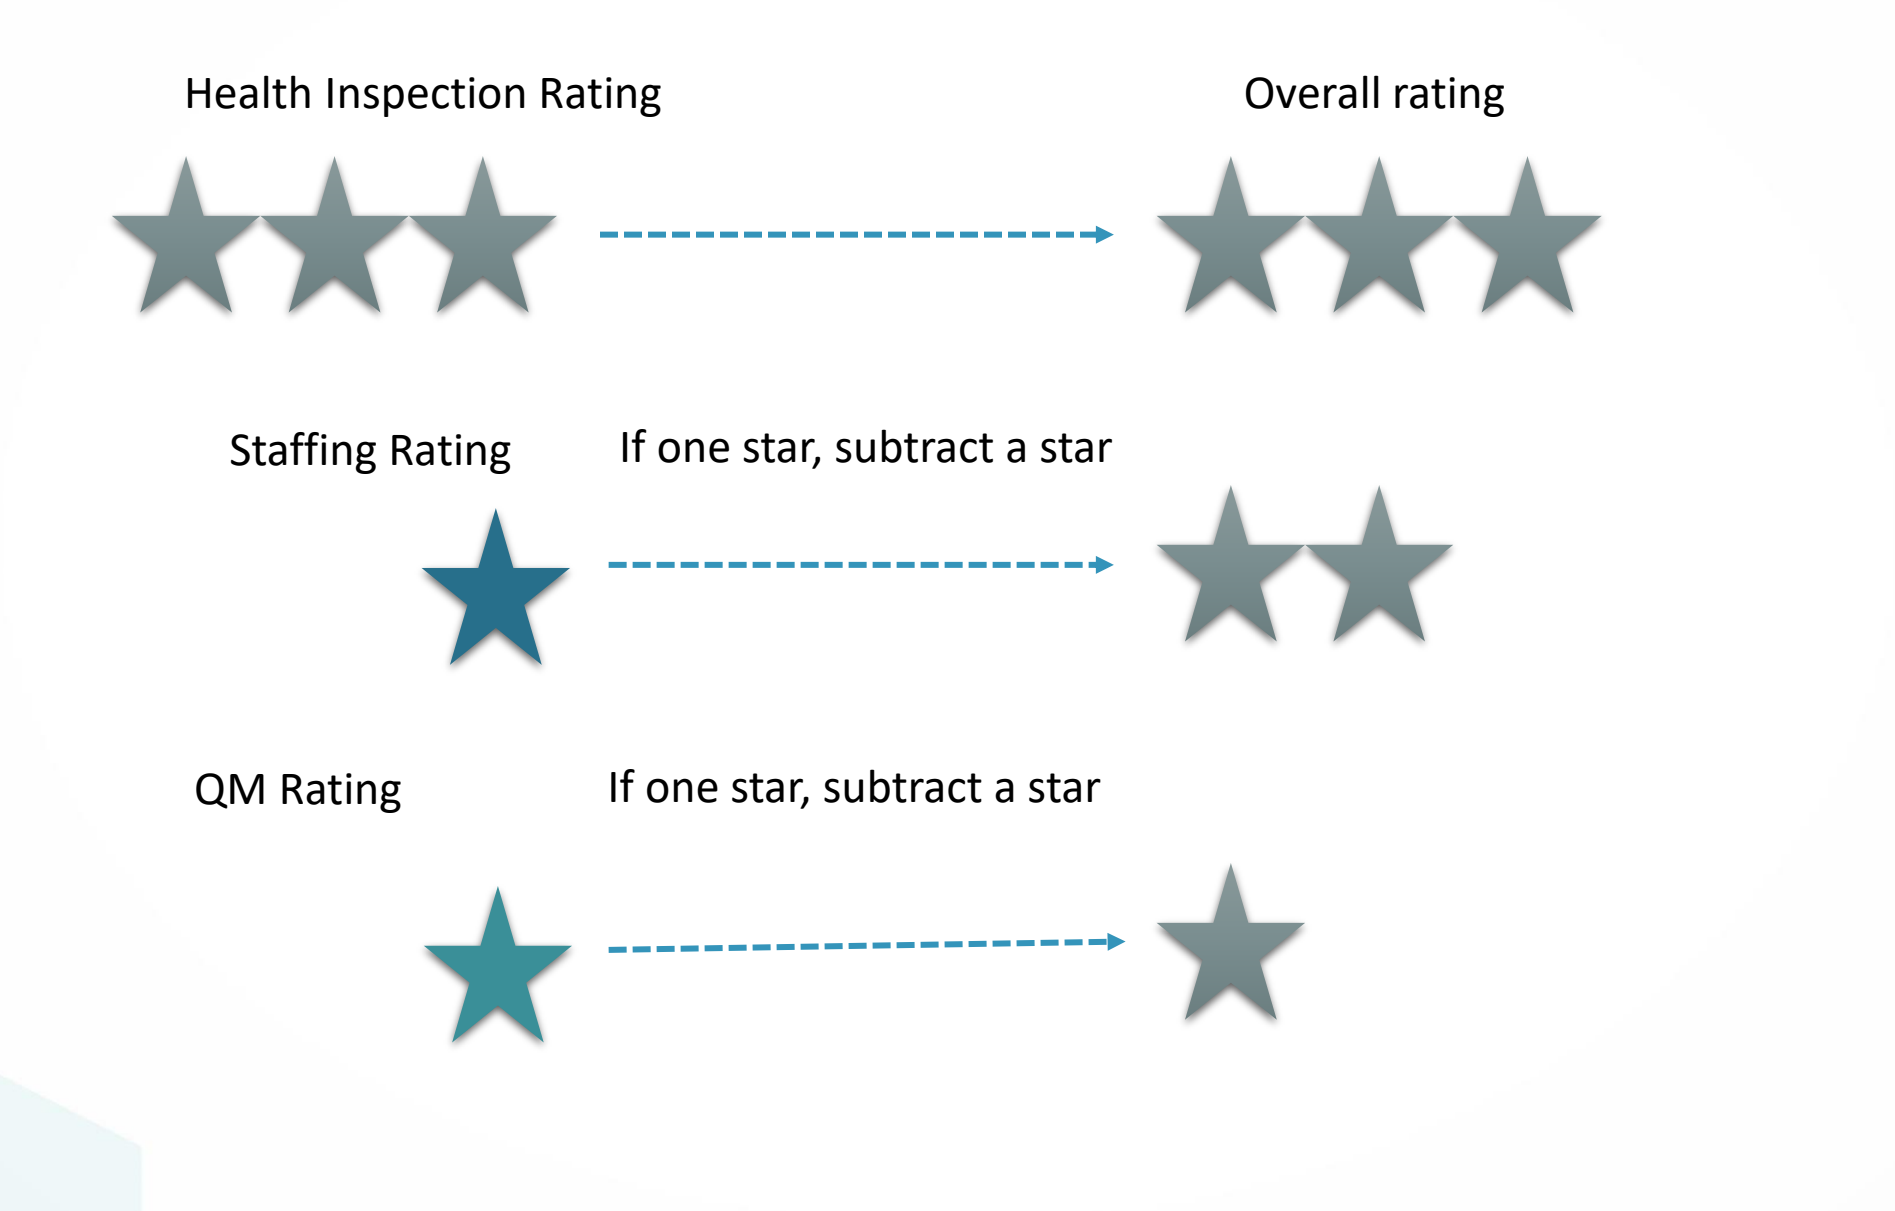 Health Inspection Rating
Overall rating
Staffing Rating
If one star, subtract a star
QM Rating
If one star, subtract a star